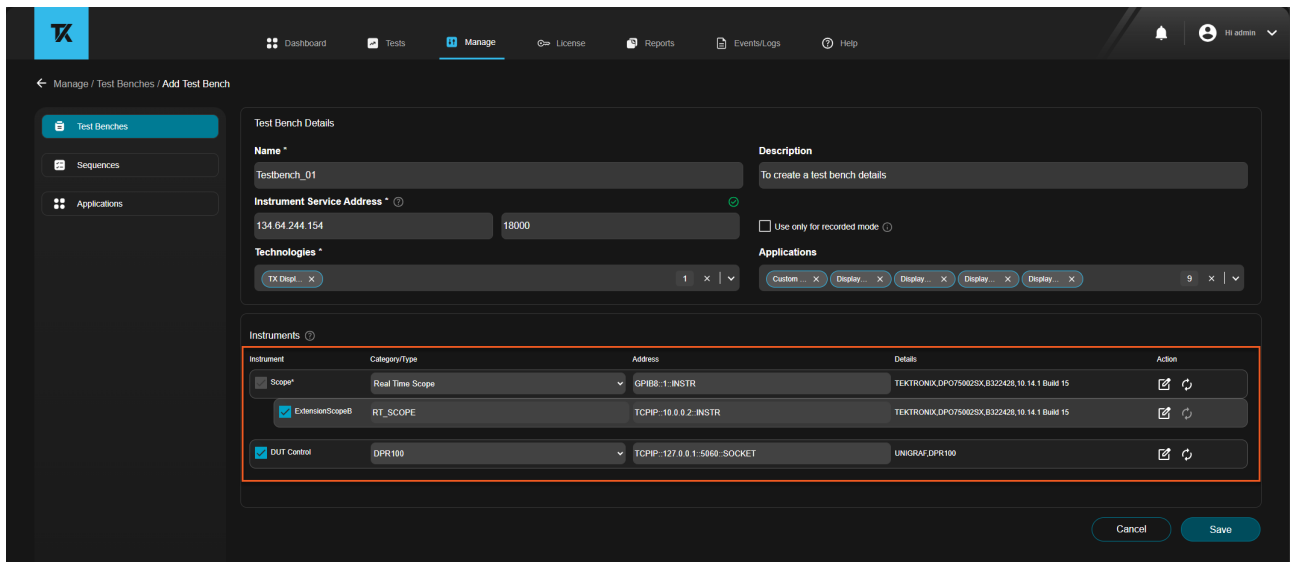 TK
Dashboard
Tests
Manage
License
Reports
Events/Logs
Help
Hi admin
Manage / Test Benches / Add Test Bench
Test Benches
Sequences
Applications
Test Bench Details
Name *
Description
Testbench_01
To create a test bench details
Instrument Service Address *
134.64.244.154
18000
Use only for recorded mode
Technologies *
Applications
TX Displ...
1
Custom ...
Display...
Display...
Display...
Display...
9
Instruments
Instrument Category/Type Address Details Action
Scope* Real Time Scope GPIB8::1::INSTR TEKTRONIX,DPO75002SX,B322428,10.14.1 Build 15
ExtensionScopeB RT_SCOPE TCPIP::10.0.0.2::INSTR TEKTRONIX,DPO75002SX,B322428,10.14.1 Build 15
DUT Control DPR100 TCPIP::127.0.0.1::5060::SOCKET UNIGRAF,DPR100
Cancel
Save